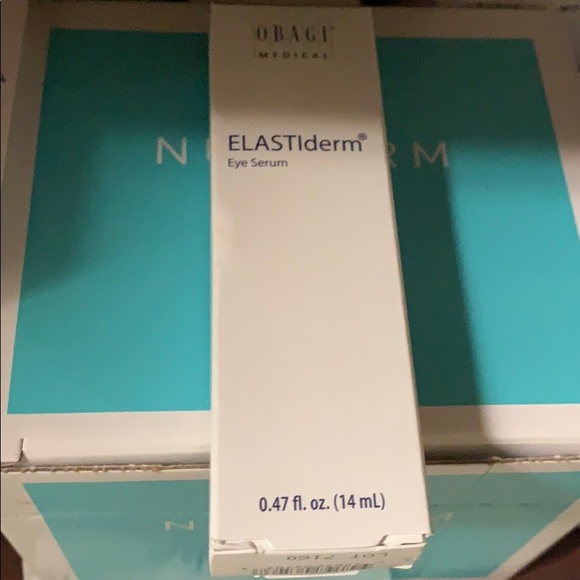 OBAGI
MEDICAL
ELASTIderm®
Eye Serum
0.47 fl. oz. (14 mL)